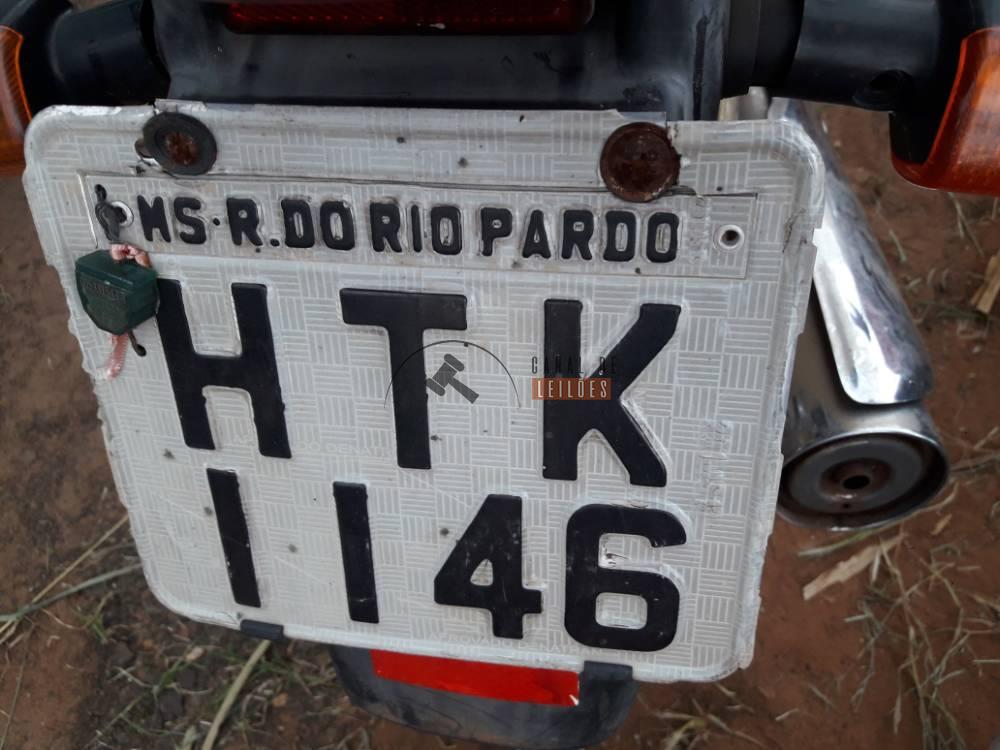 MS·R.DO RIO PARDO
HTK
CANAL DE
LEILÕES
1146